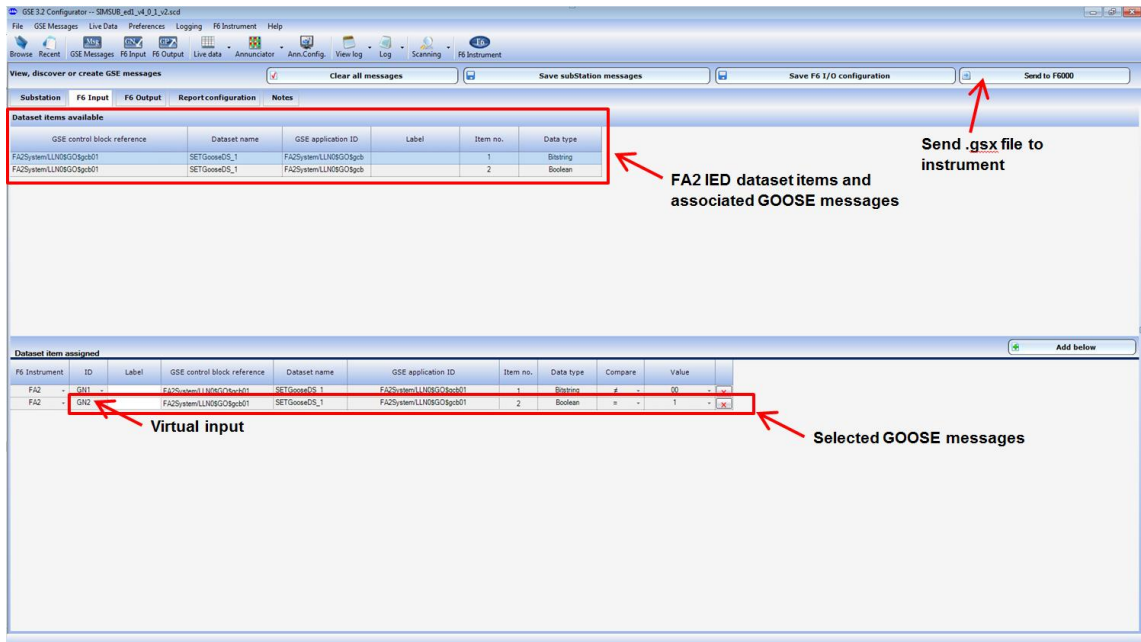 GSE 3.2 Configurator -- SIMSUB_ed1_v4_0_1_v2.scd
File GSE Messages Live Data Preferences Logging F6 Instrument Help
Msg GN GP F6
Browse Recent GSE Messages F6 Input F6 Output Live data Annunciator Ann.Config. View log Log Scanning F6 Instrument
View, discover or create GSE messages Clear all messages Save subStation messages Save F6 I/O configuration Send to F6000
Substation F6 Input F6 Output Report configuration Notes
Dataset items available
GSE control block reference Dataset name GSE application ID Label Item no. Data type
FA2System/LLN0$GO$gcb01 SETGooseDS_1 FA2System/LLN0$GO$gcb 1 Bitstring
FA2System/LLN0$GO$gcb01 SETGooseDS_1 FA2System/LLN0$GO$gcb 2 Boolean
Send .gsx file to
instrument
FA2 IED dataset items and
associated GOOSE messages
Add below
Dataset item assigned
F6 Instrument ID Label GSE control block reference Dataset name GSE application ID Item no. Data type Compare Value
FA2 GN1 FA2System/LLN0$GO$gcb01 SETGooseDS_1 FA2System/LLN0$GO$gcb01 1 Bitstring ≠ 00
FA2 GN2 FA2System/LLN0$GO$gcb01 SETGooseDS_1 FA2System/LLN0$GO$gcb01 2 Boolean = 1
Virtual input
Selected GOOSE messages